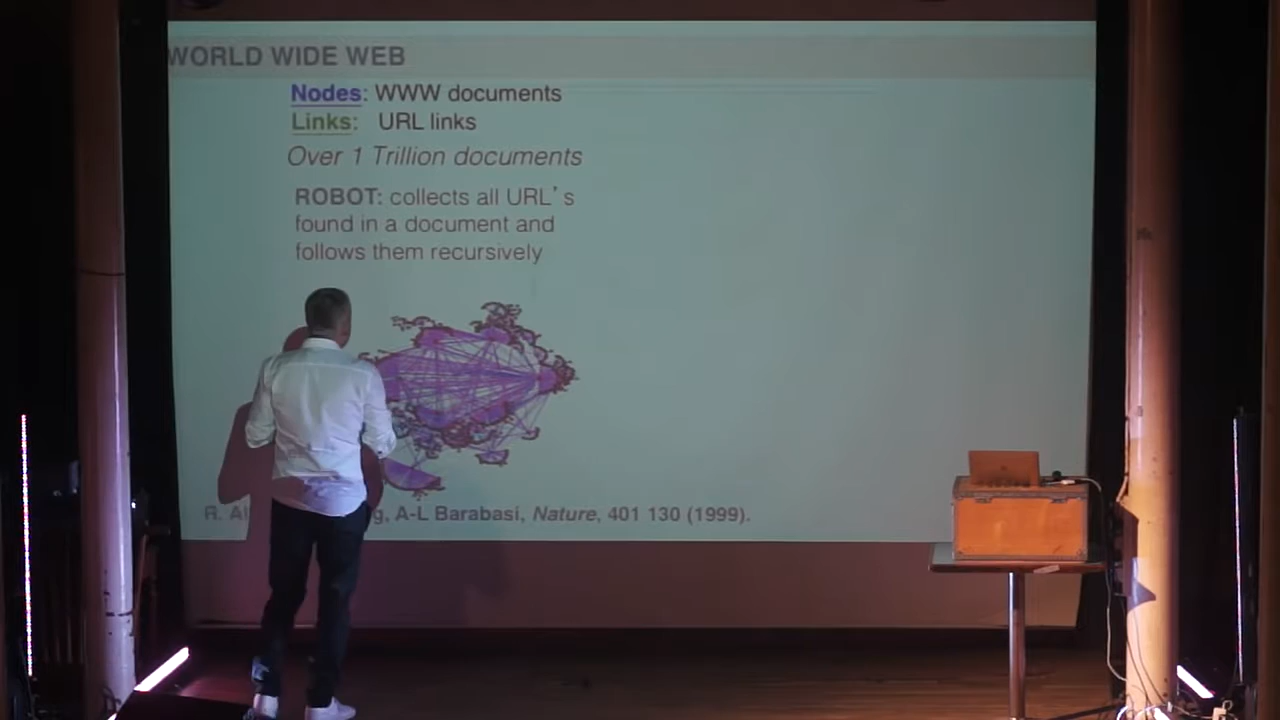 WORLD WIDE WEB
Nodes: WWW documents
Links: URL links
Over 1 Trillion documents
ROBOT: collects all URL's
found in a document and
follows them recursively
R. A-L Barabasi, Nature, 401 130 (1999).